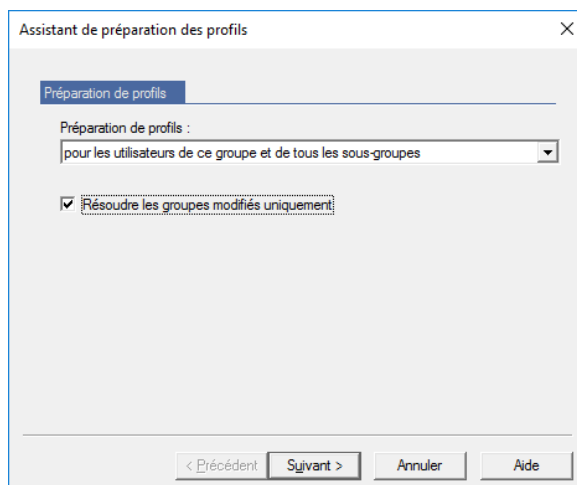 Assistant de préparation des profils
Préparation de profils
Préparation de profils :
pour les utilisateurs de ce groupe et de tous les sous-groupes
Résoudre les groupes modifiés uniquement
< Précédent Suivant > Annuler Aide